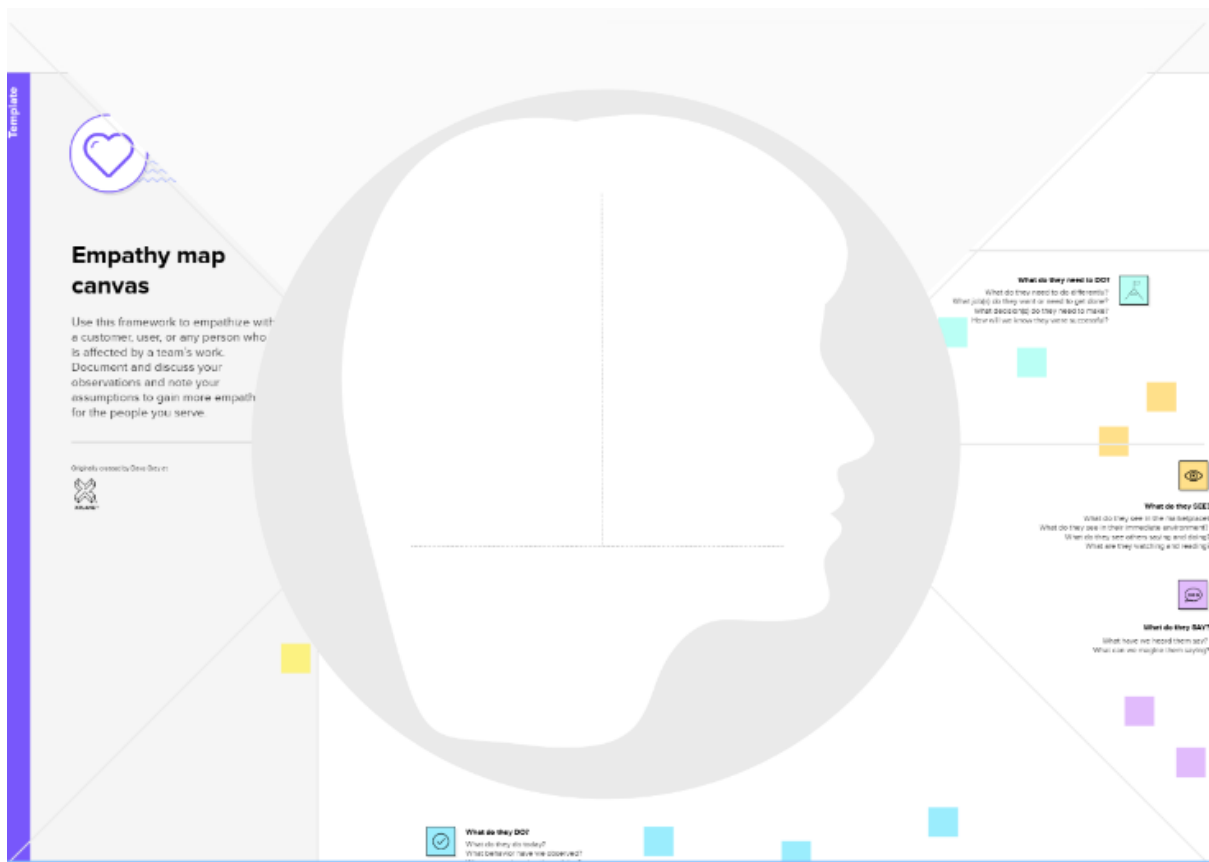 Template
Empathy map
canvas
Use this framework to empathize with
a customer, user, or any person who
is affected by a team's work.
Document and discuss your
observations and note your
assumptions to gain more empath
for the people you serve.
Originally created by Dave Gray at
XPLANE
What do they need to DO?
What do they need to do differently?
What job(s) do they want or need to get done?
What decision(s) do they need to make?
How will we know they were successful?
What do they SEE?
What do they see in the marketplace?
What do they see in their immediate environment?
What do they see others saying and doing?
What are they watching and reading?
What do they SAY?
What have we heard them say?
What can we imagine them saying?
What do they DO?
What do they do today?
What behavior have we observed?